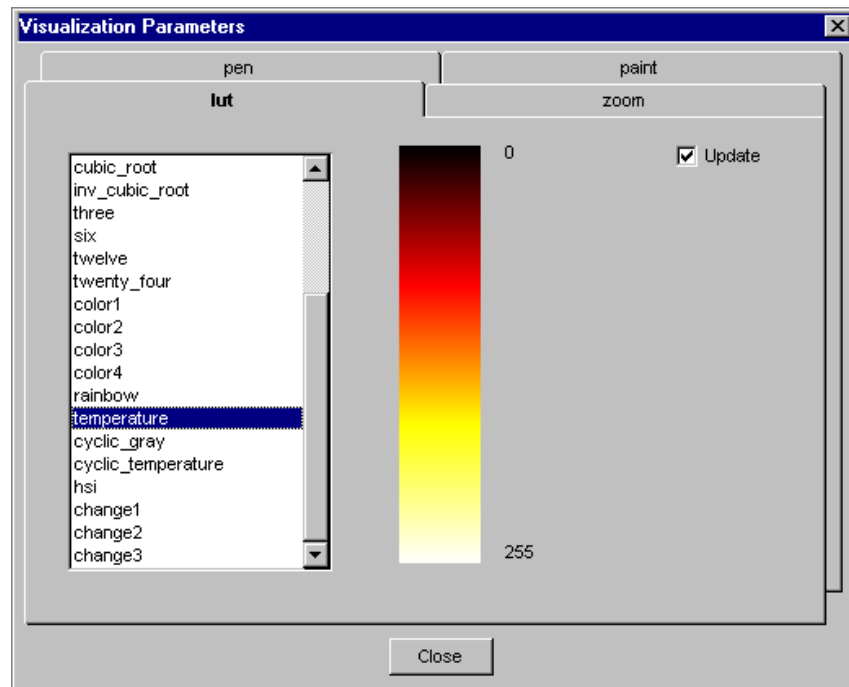 Visualization Parameters
pen
paint
lut
zoom
cubic_root
inv_cubic_root
three
six
twelve
twenty_four
color1
color2
color3
color4
rainbow
temperature
cyclic_gray
cyclic_temperature
hsi
change1
change2
change3
0
255
Update
Close